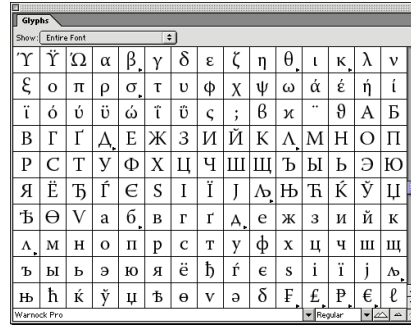 Glyphs
Show: Entire Font
Ύ Ϋ Ώ α β γ δ ε ζ η θ ι κ λ ν
ξ ο π ρ σ τ υ φ χ ψ ω ά έ ή ί
ϊ ό ύ ϋ ώ ΐ ΰ ς ; ϐ ϰ ¨ ϑ А Б
В Г Ґ Д Е Ж З И Й К Л М Н О П
Р С Т У Ф Х Ц Ч Ш Щ Ъ Ы Ь Э Ю
Я Ё Ђ Ѓ Є Ѕ І Ї Ј Љ Њ Ћ Ќ Ў Џ
Ѣ Ѳ Ѵ а б в г ґ д е ж з и й к
л м н о п р с т у ф х ц ч ш щ
ъ ы ь э ю я ё ђ ѓ є ѕ і ї ј љ
њ ћ ќ ў џ ѣ ѳ ѵ ə δ ₣ £ ₱ € ℓ
Warnock Pro Regular